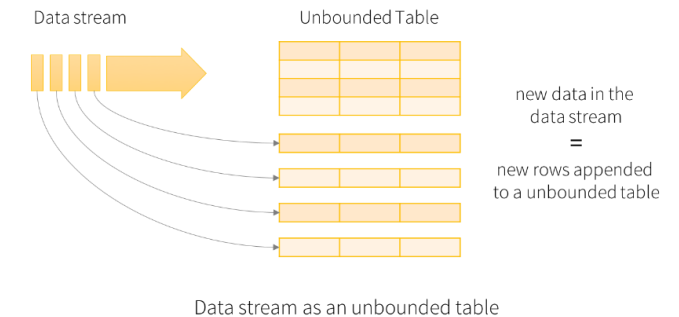 Data stream
Unbounded Table
new data in the
data stream
=
new rows appended
to a unbounded table
Data stream as an unbounded table